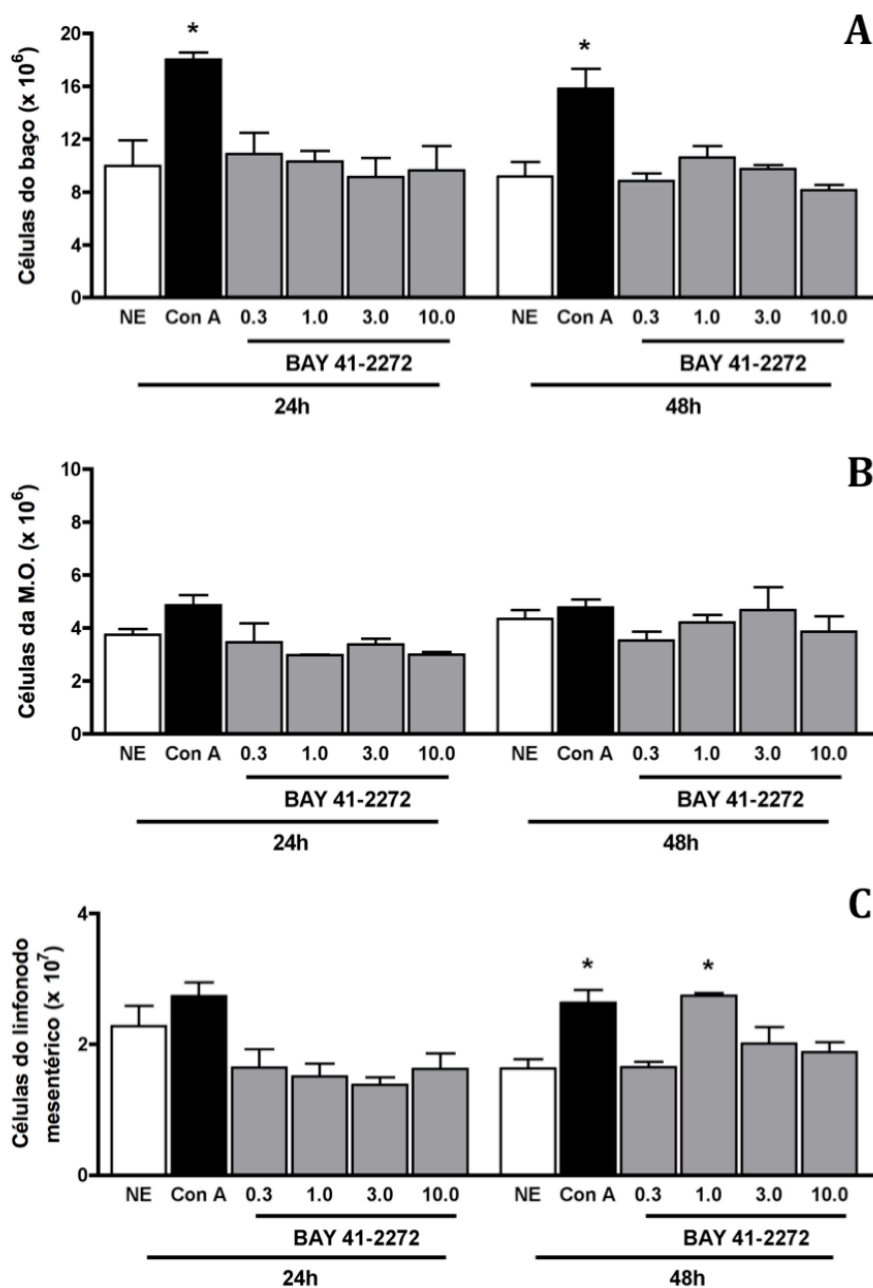 A
Células do baço (x 10⁶)
20
16
12
8
4
0
* *
NE Con A 0.3 1.0 3.0 10.0 NE Con A 0.3 1.0 3.0 10.0
BAY 41-2272 BAY 41-2272
24h 48h
B
Células da M.O. (x 10⁶)
10
8
6
4
2
0
NE Con A 0.3 1.0 3.0 10.0 NE Con A 0.3 1.0 3.0 10.0
BAY 41-2272 BAY 41-2272
24h 48h
C
Células do linfonodo
mesentérico (x 10⁷)
4
2
0
* *
NE Con A 0.3 1.0 3.0 10.0 NE Con A 0.3 1.0 3.0 10.0
BAY 41-2272 BAY 41-2272
24h 48h